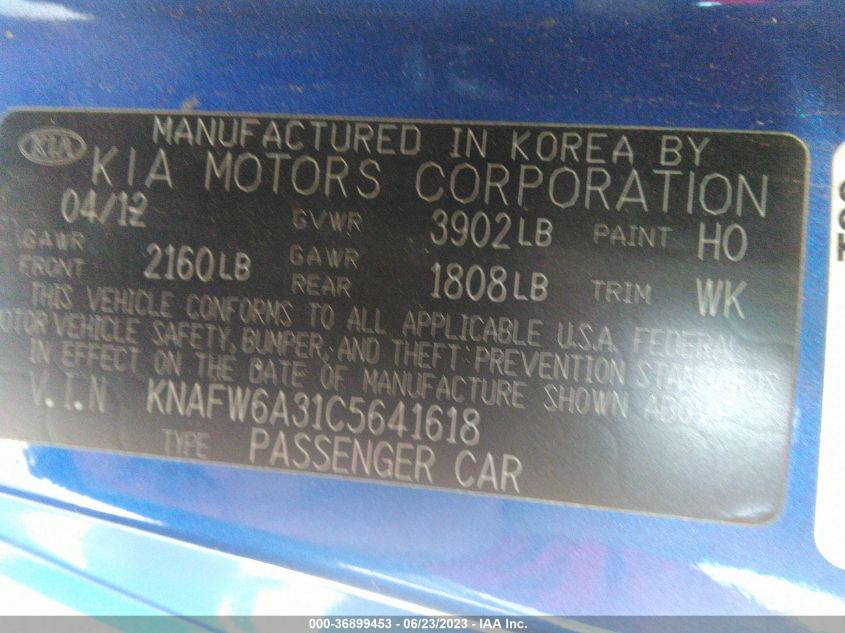 KIA
MANUFACTURED IN KOREA BY
KIA MOTORS CORPORATION
04/12 GVWR 3902LB PAINT HO
GAWR FRONT 2160LB GAWR REAR 1808LB TRIM WK
THIS VEHICLE CONFORMS TO ALL APPLICABLE U.S.A. FEDERAL
MOTOR VEHICLE SAFETY, BUMPER, AND THEFT PREVENTION STANDARDS
IN EFFECT ON THE DATE OF MANUFACTURE SHOWN ABOVE
V.I.N KNAFW6A31C5641618
TYPE PASSENGER CAR
000-36899453 - 06/23/2023 - IAA Inc.